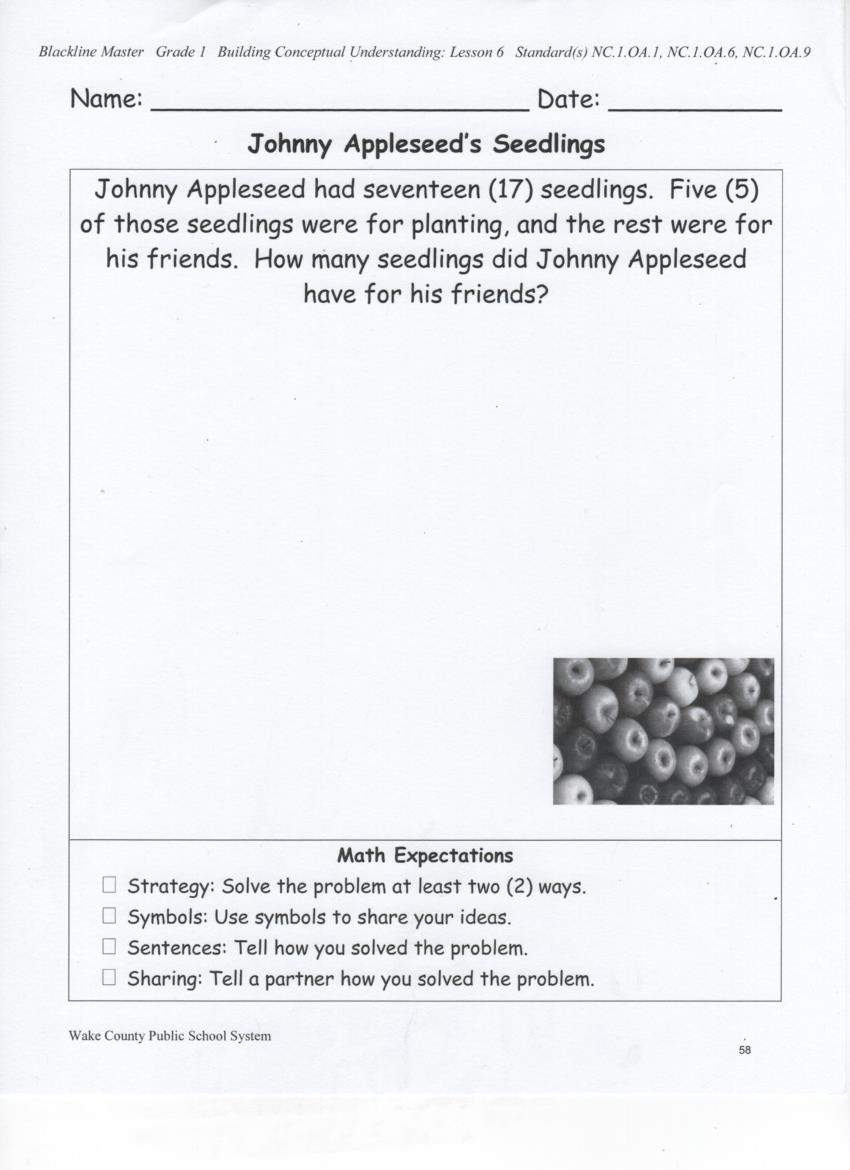 Blackline Master Grade 1 Building Conceptual Understanding: Lesson 6 Standard(s) NC.1.OA.1, NC.1.OA.6, NC.1.OA.9
Name: ____________________________ Date: _____________
Johnny Appleseed's Seedlings
Johnny Appleseed had seventeen (17) seedlings. Five (5)
of those seedlings were for planting, and the rest were for
his friends. How many seedlings did Johnny Appleseed
have for his friends?
Math Expectations
☐ Strategy: Solve the problem at least two (2) ways.
☐ Symbols: Use symbols to share your ideas.
☐ Sentences: Tell how you solved the problem.
☐ Sharing: Tell a partner how you solved the problem.
Wake County Public School System
58